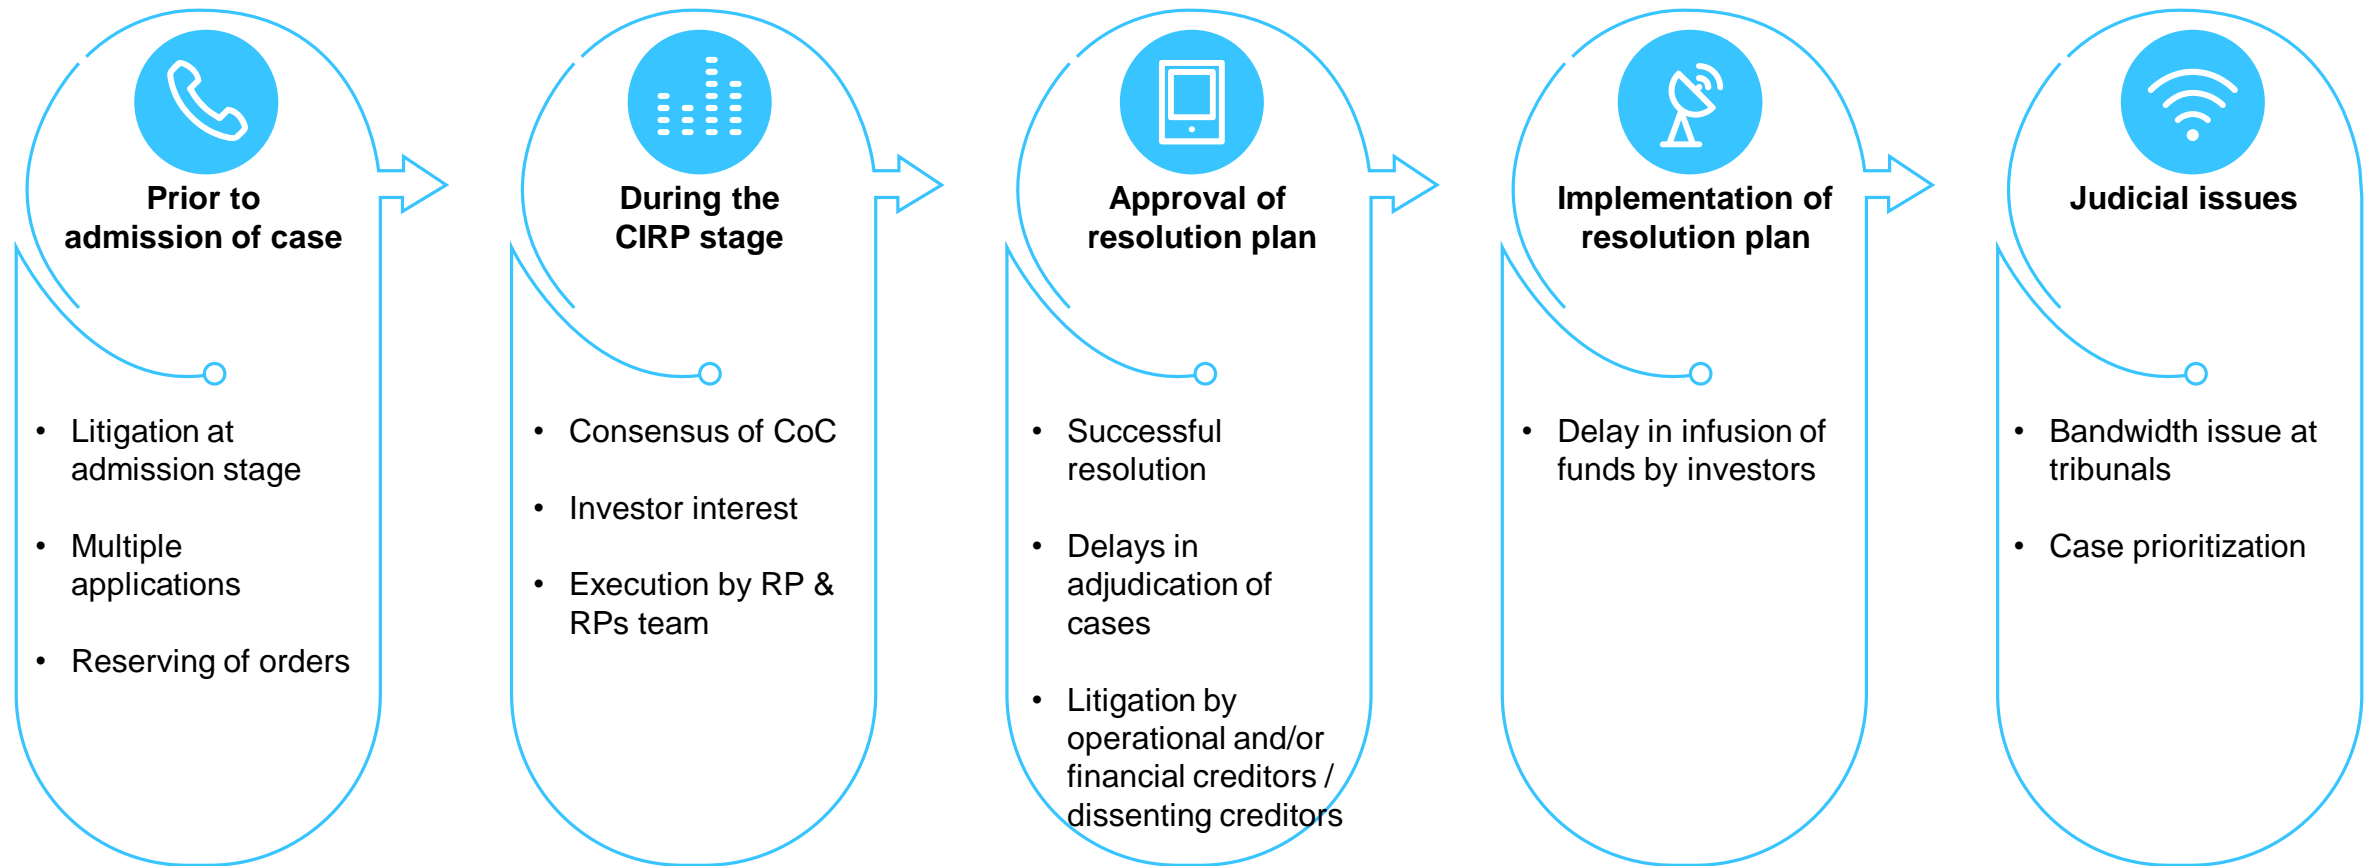 Prior to
admission of case
• Litigation at
admission stage
• Multiple
applications
• Reserving of orders
During the
CIRP stage
• Consensus of CoC
• Investor interest
• Execution by RP &
RPs team
Approval of
resolution plan
• Successful
resolution
• Delays in
adjudication of
cases
• Litigation by
operational and/or
financial creditors /
dissenting creditors
Implementation of
resolution plan
• Delay in infusion of
funds by investors
Judicial issues
• Bandwidth issue at
tribunals
• Case prioritization